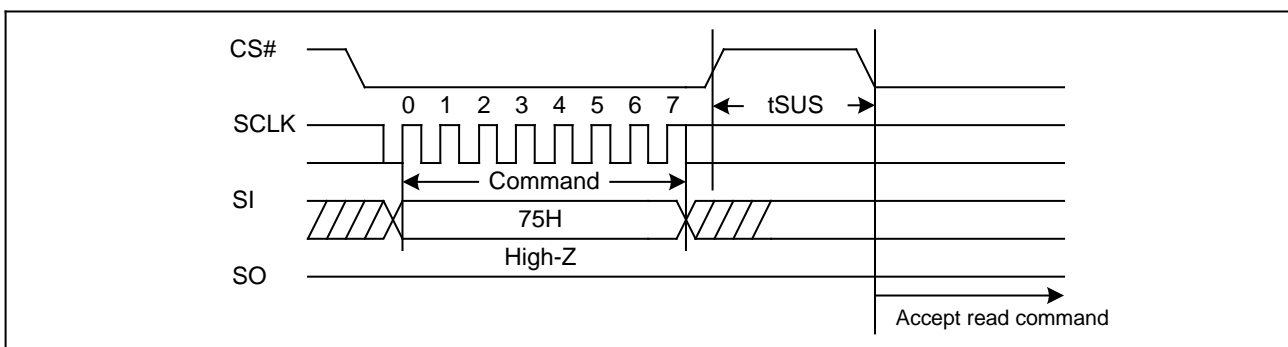 CS#
tSUS
0 1 2 3 4 5 6 7
SCLK
Command
SI
75H
High-Z
SO
Accept read command